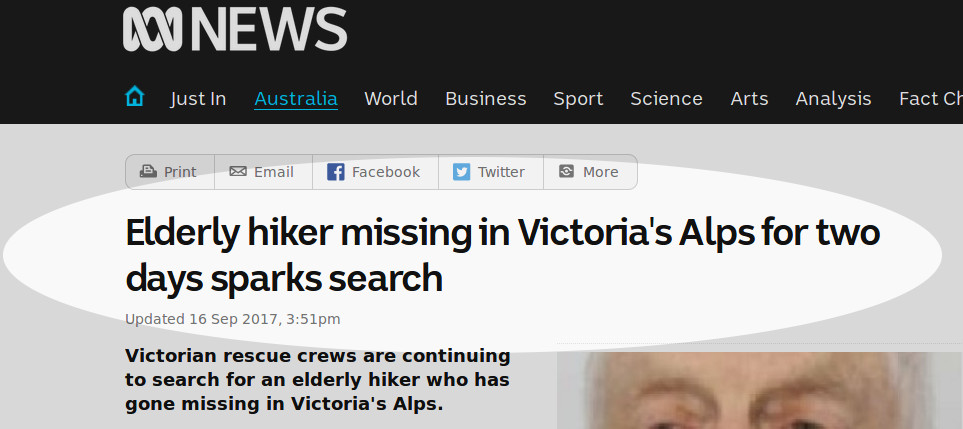 NEWS
Just In Australia World Business Sport Science Arts Analysis Fact Ch
Print Email Facebook Twitter More
Elderly hiker missing in Victoria's Alps for two
days sparks search
Updated 16 Sep 2017, 3:51pm
Victorian rescue crews are continuing
to search for an elderly hiker who has
gone missing in Victoria's Alps.